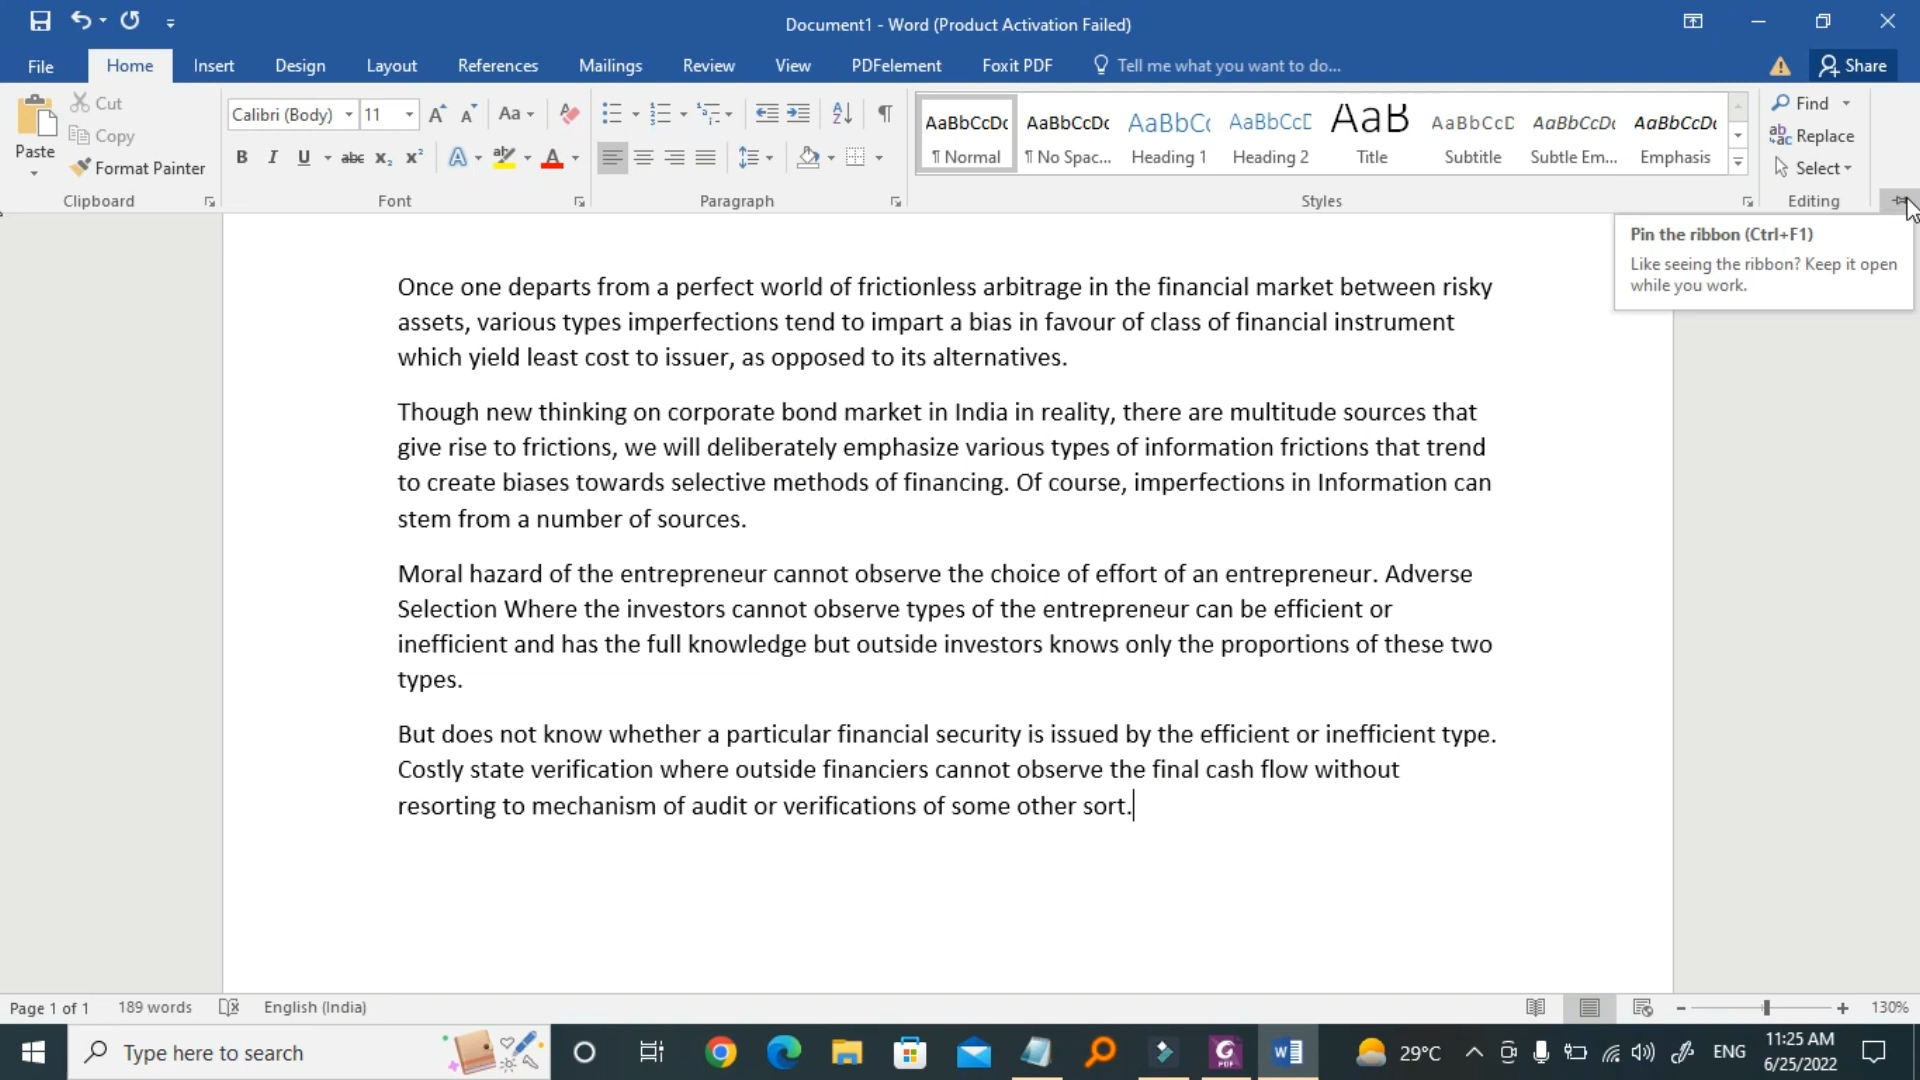 Document1 - Word (Product Activation Failed)
File Home Insert Design Layout References Mailings Review View PDFelement Foxit PDF Tell me what you want to do... Share
Paste
Cut
Copy
Format Painter
Clipboard
Calibri (Body) 11 Aa
B I U abc x₂ x² A aby A
Font
Paragraph
AaBbCcDc AaBbCcDc AaBbC AaBbCcD AaB AaBbCcD AaBbCcDc AaBbCcDc
¶ Normal ¶ No Spac... Heading 1 Heading 2 Title Subtitle Subtle Em... Emphasis
Styles
Find
Replace
Select
Editing
Pin the ribbon (Ctrl+F1)
Like seeing the ribbon? Keep it open
while you work.
Once one departs from a perfect world of frictionless arbitrage in the financial market between risky
assets, various types imperfections tend to impart a bias in favour of class of financial instrument
which yield least cost to issuer, as opposed to its alternatives.
Though new thinking on corporate bond market in India in reality, there are multitude sources that
give rise to frictions, we will deliberately emphasize various types of information frictions that trend
to create biases towards selective methods of financing. Of course, imperfections in Information can
stem from a number of sources.
Moral hazard of the entrepreneur cannot observe the choice of effort of an entrepreneur. Adverse
Selection Where the investors cannot observe types of the entrepreneur can be efficient or
inefficient and has the full knowledge but outside investors knows only the proportions of these two
types.
But does not know whether a particular financial security is issued by the efficient or inefficient type.
Costly state verification where outside financiers cannot observe the final cash flow without
resorting to mechanism of audit or verifications of some other sort.
Page 1 of 1 189 words English (India) 130%
Type here to search
29°C ENG
11:25 AM
6/25/2022